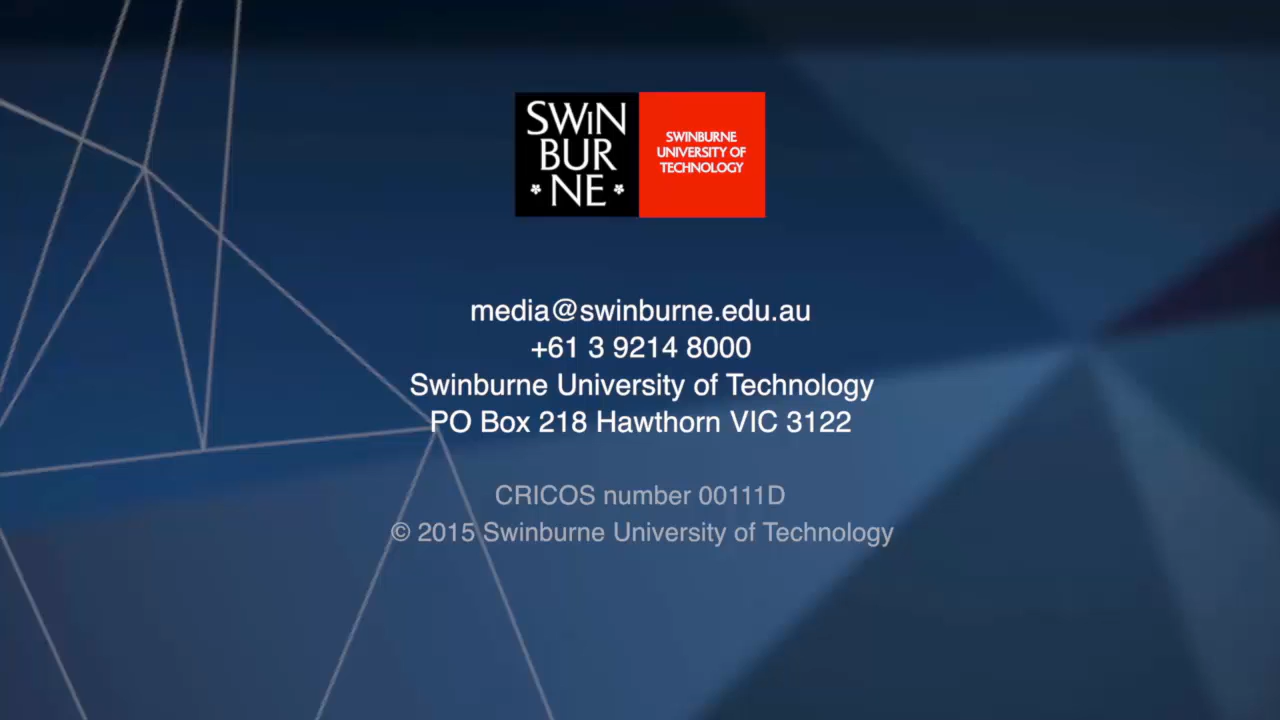 SWiN
BUR
NE
SWINBURNE
UNIVERSITY OF
TECHNOLOGY
media@swinburne.edu.au
+61 3 9214 8000
Swinburne University of Technology
PO Box 218 Hawthorn VIC 3122
CRICOS number 00111D
© 2015 Swinburne University of Technology